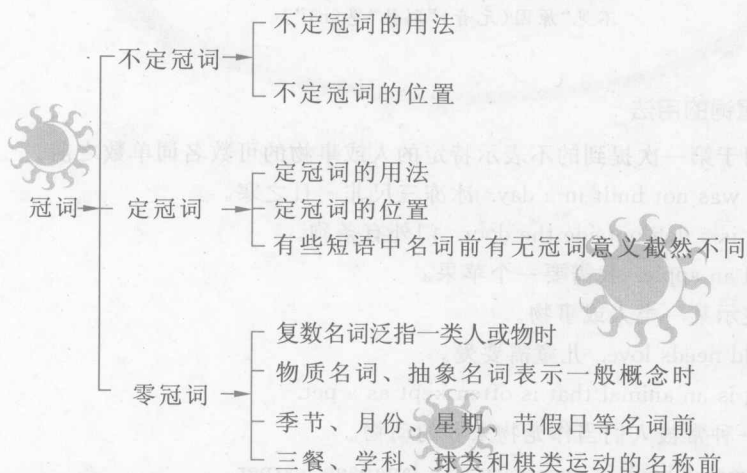 不定冠词的用法
不定冠词
不定冠词的位置
定冠词的用法
冠词 定冠词 定冠词的位置
有些短语中名词前有无冠词意义截然不同
复数名词泛指一类人或物时
物质名词、抽象名词表示一般概念时
零冠词
季节、月份、星期、节假日等名词前
三餐、学科、球类和棋类运动的名称前